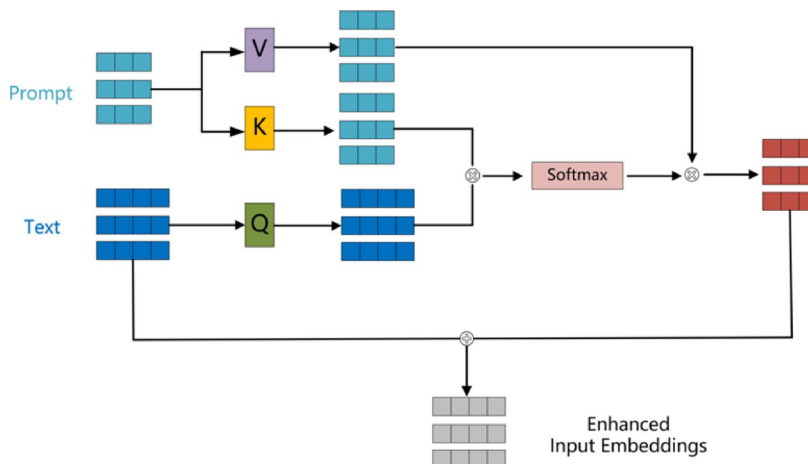 Prompt
V
K
Softmax
Text
Q
Enhanced
Input Embeddings